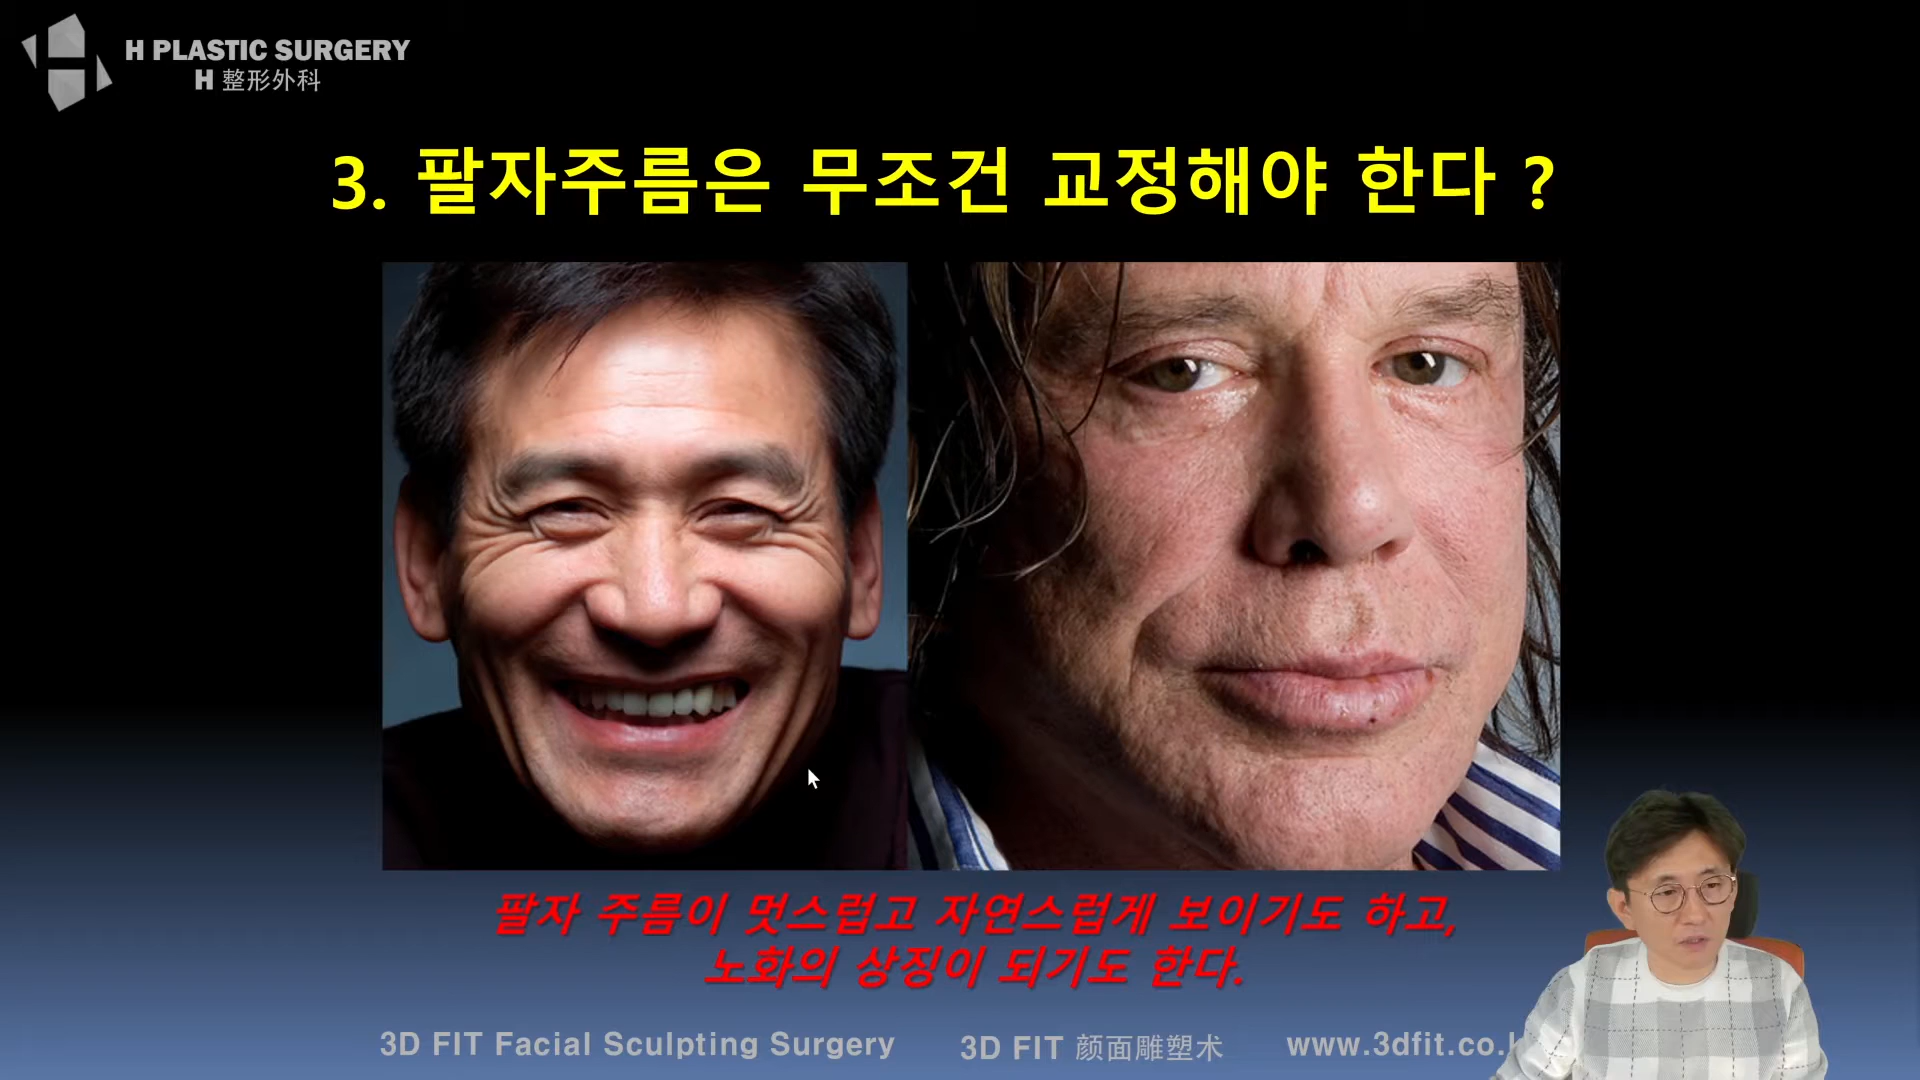 H PLASTIC SURGERY
H 整形外科
3. 팔자주름은 무조건 교정해야 한다 ?
팔자 주름이 멋스럽고 자연스럽게 보이기도 하고,
노화의 상징이 되기도 한다.
3D FIT Facial Sculpting Surgery 3D FIT 颜面雕塑术